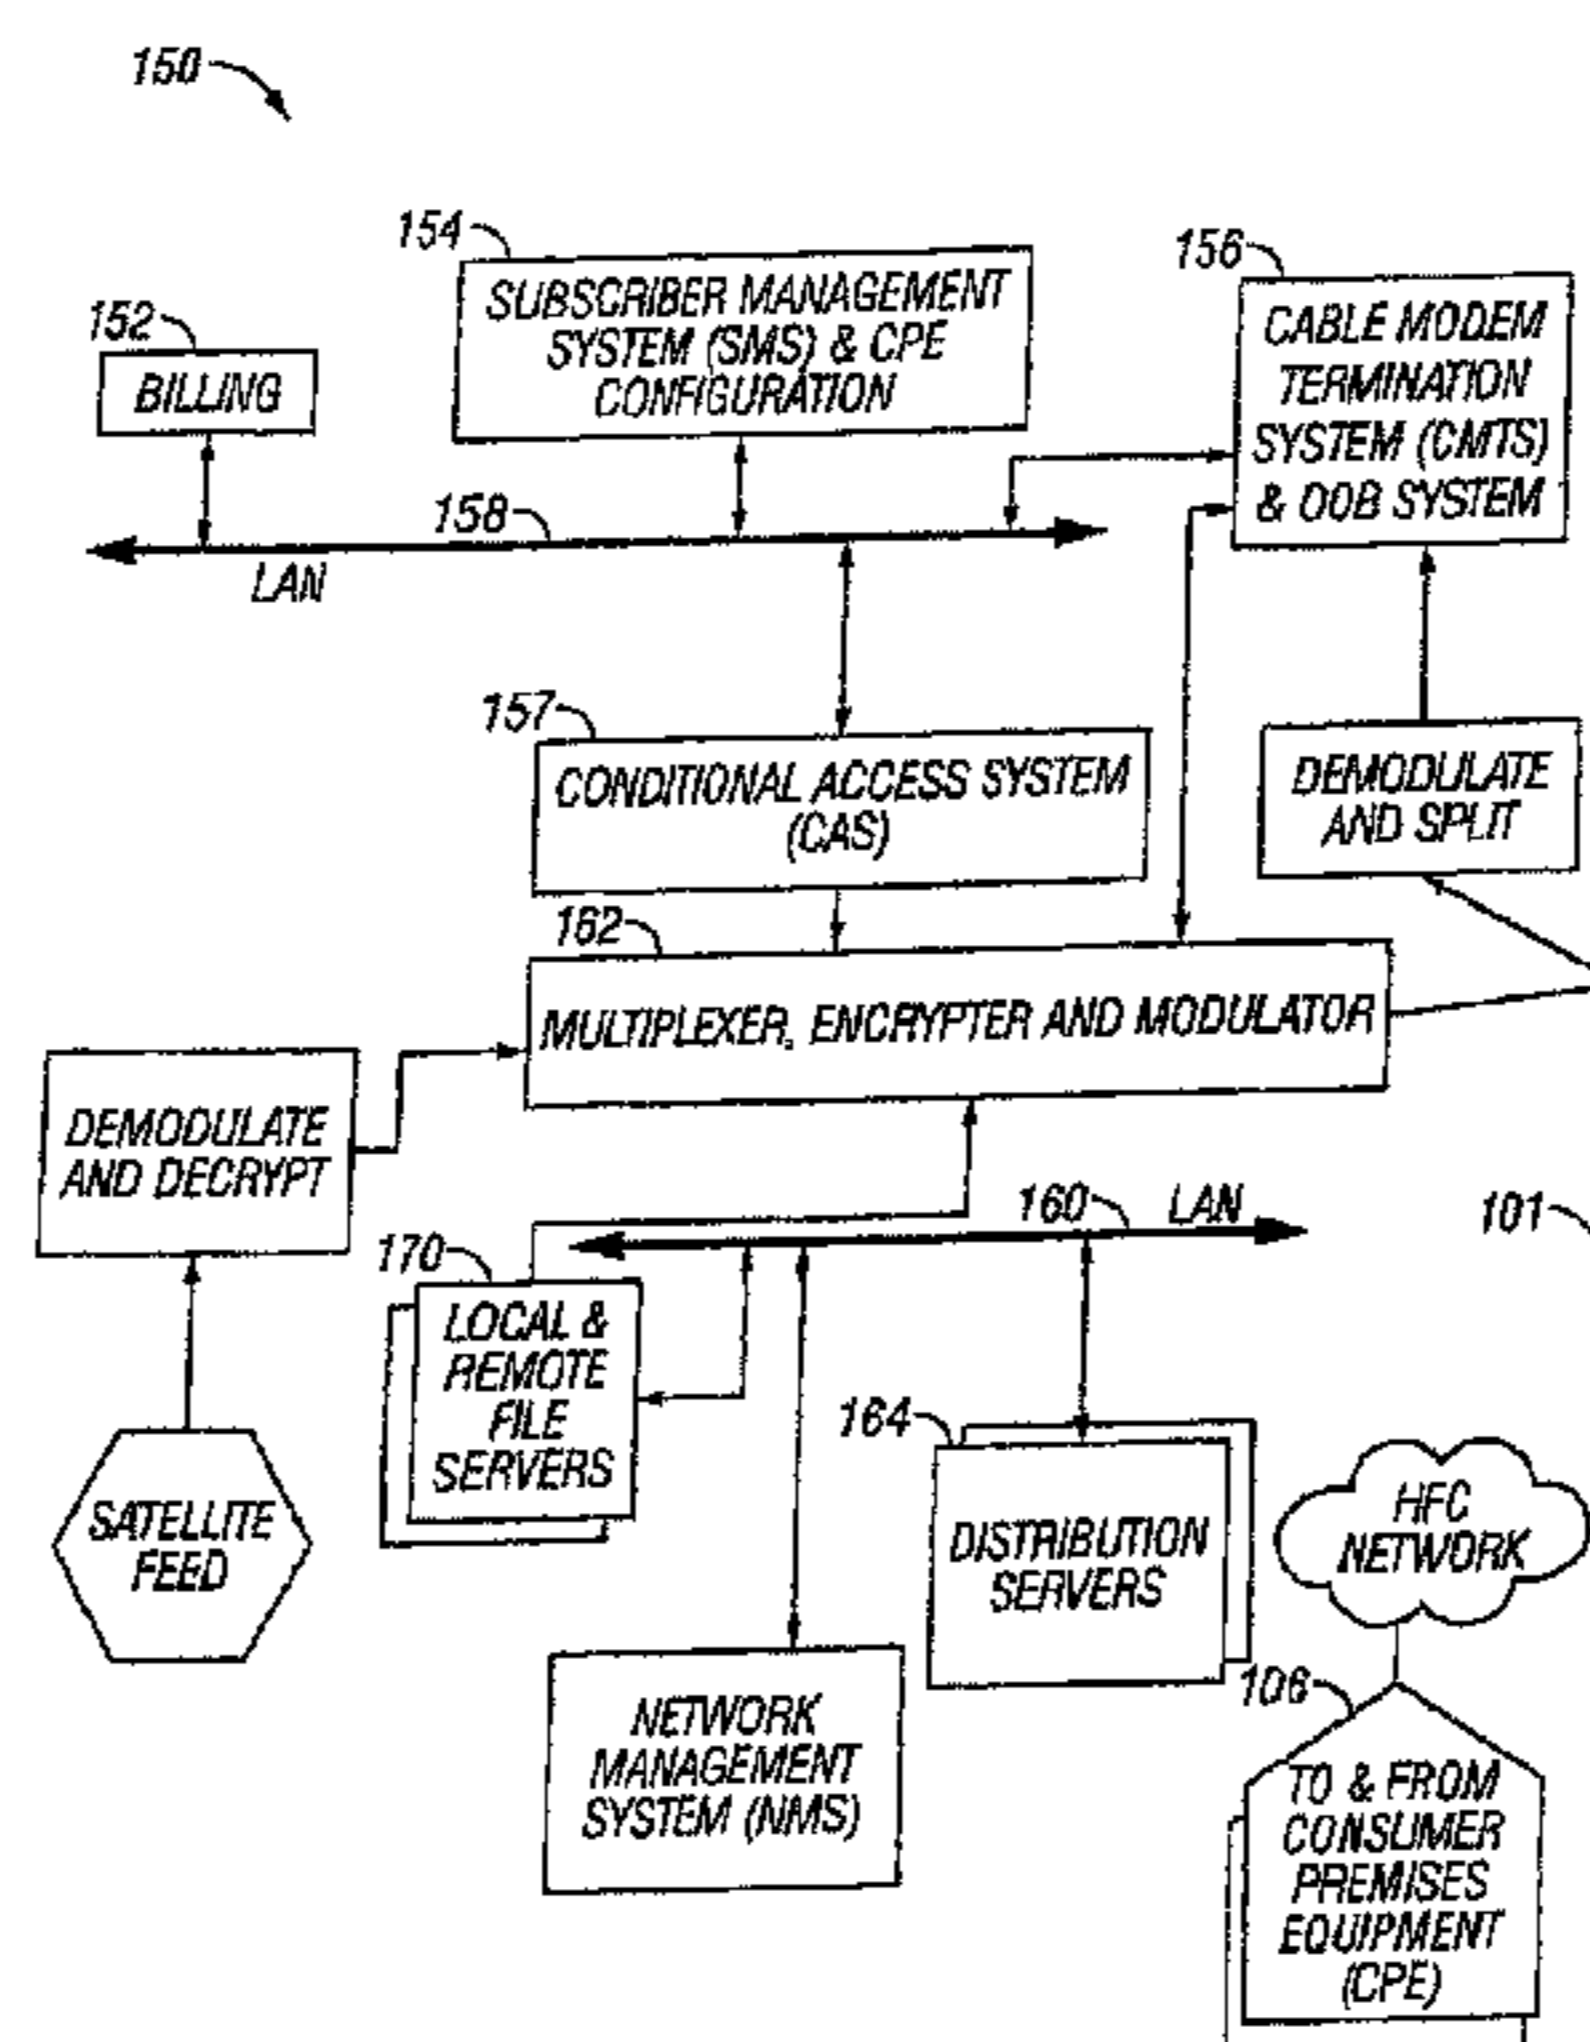 150
154
SUBSCRIBER MANAGEMENT
SYSTEM (SMS) & CPE
CONFIGURATION
156
CABLE MODEM
TERMINATION
SYSTEM (CMTS)
& OOB SYSTEM
152
BILLING
158
LAN
157
CONDITIONAL ACCESS SYSTEM
(CAS)
DEMODULATE
AND SPLIT
162
MULTIPLEXER, ENCRYPTER AND MODULATOR
DEMODULATE
AND DECRYPT
160
LAN
101
170
LOCAL &
REMOTE
FILE
SERVERS
164
DISTRIBUTION
SERVERS
HFC
NETWORK
SATELLITE
FEED
NETWORK
MANAGEMENT
SYSTEM (NMS)
106
TO & FROM
CONSUMER
PREMISES
EQUIPMENT
(CPE)